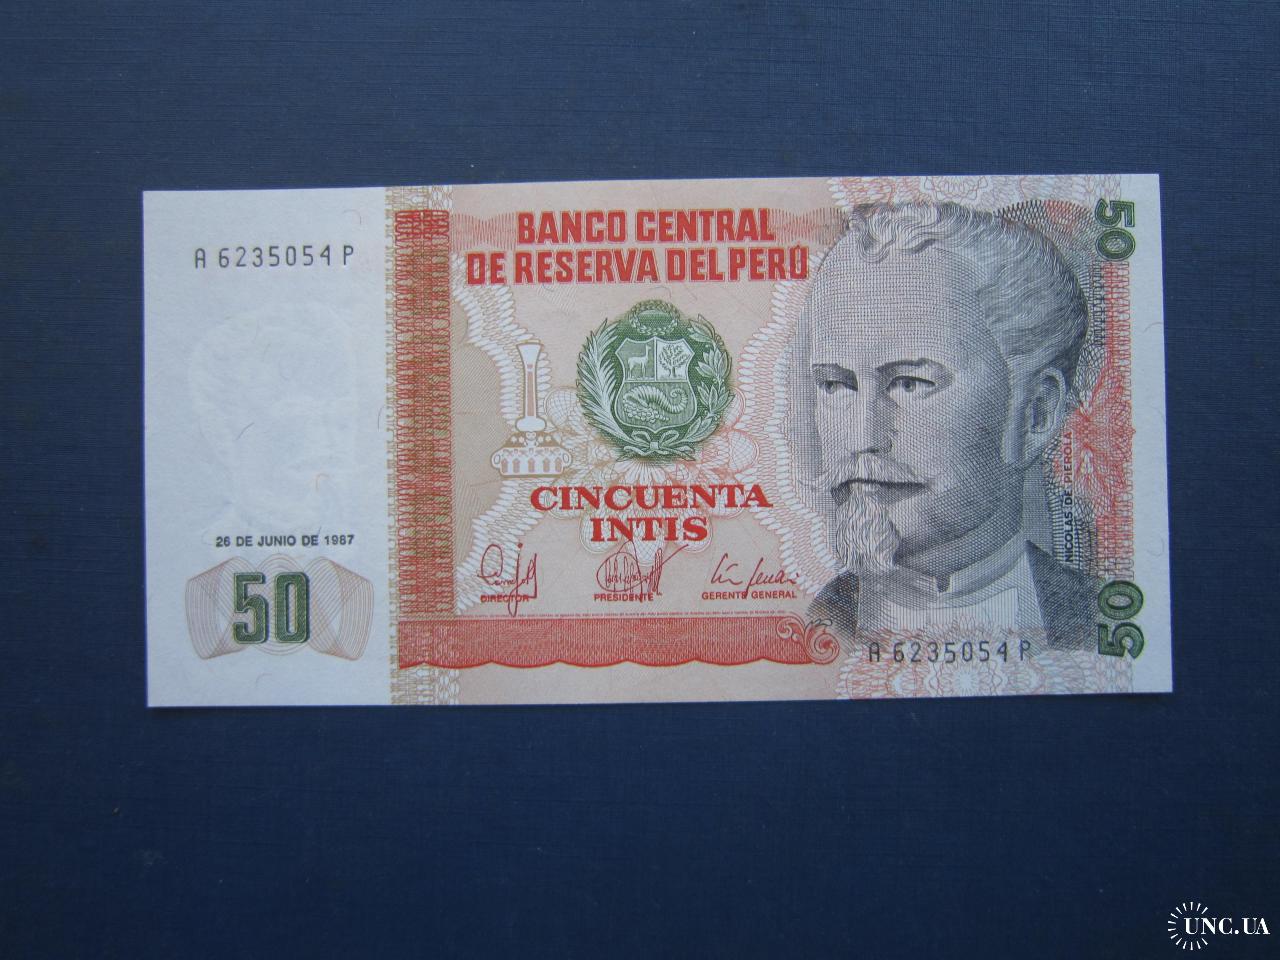 A 6235054 P
BANCO CENTRAL
DE RESERVA DEL PERÚ
50
CINCUENTA
INTIS
NICOLAS DE PIEROLA
26 DE JUNIO DE 1987
50
DIRECTOR
PRESIDENTE
GERENTE GENERAL
50
A 6235054 P
UNC.UA